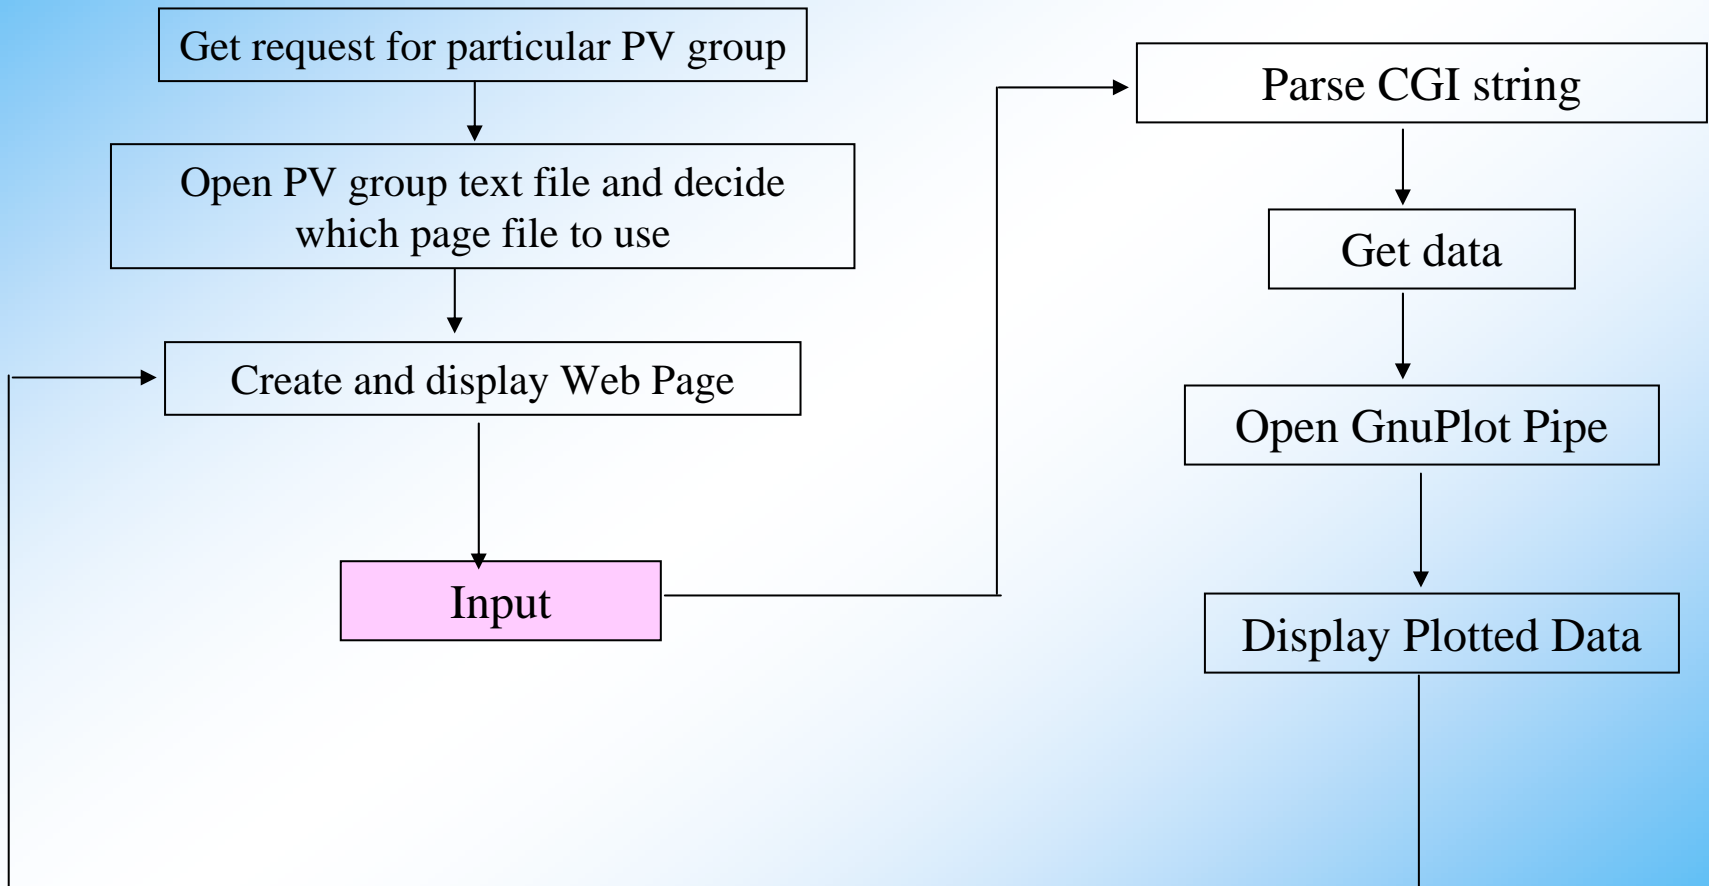 Get request for particular PV group
Open PV group text file and decide
which page file to use
Create and display Web Page
Input
Parse CGI string
Get data
Open GnuPlot Pipe
Display Plotted Data